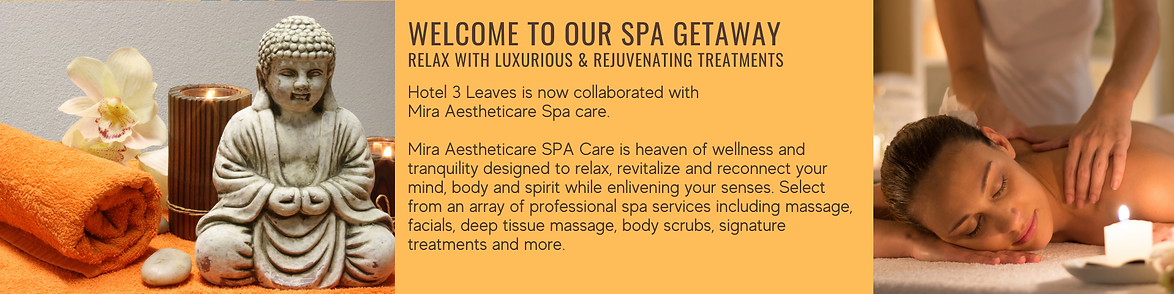 WELCOME TO OUR SPA GETAWAY
RELAX WITH LUXURIOUS & REJUVENATING TREATMENTS
Hotel 3 Leaves is now collaborated with
Mira Aestheticare Spa care.
Mira Aestheticare SPA Care is heaven of wellness and
tranquility designed to relax, revitalize and reconnect your
mind, body and spirit while enlivening your senses. Select
from an array of professional spa services including massage,
facials, deep tissue massage, body scrubs, signature
treatments and more.